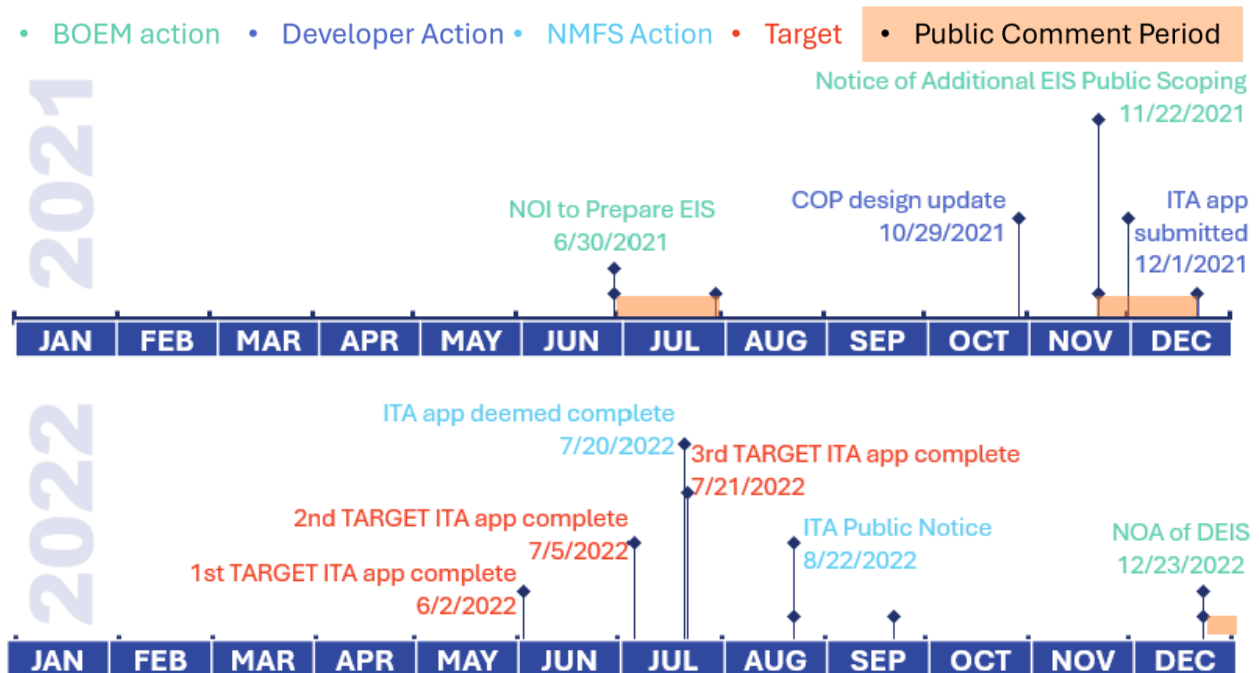 • BOEM action • Developer Action • NMFS Action • Target • Public Comment Period
2021
Notice of Additional EIS Public Scoping
11/22/2021
NOI to Prepare EIS
6/30/2021
COP design update
10/29/2021
ITA app
submitted
12/1/2021
JAN FEB MAR APR MAY JUN JUL AUG SEP OCT NOV DEC
2022
ITA app deemed complete
7/20/2022
3rd TARGET ITA app complete
7/21/2022
2nd TARGET ITA app complete
7/5/2022
1st TARGET ITA app complete
6/2/2022
ITA Public Notice
8/22/2022
NOA of DEIS
12/23/2022
JAN FEB MAR APR MAY JUN JUL AUG SEP OCT NOV DEC